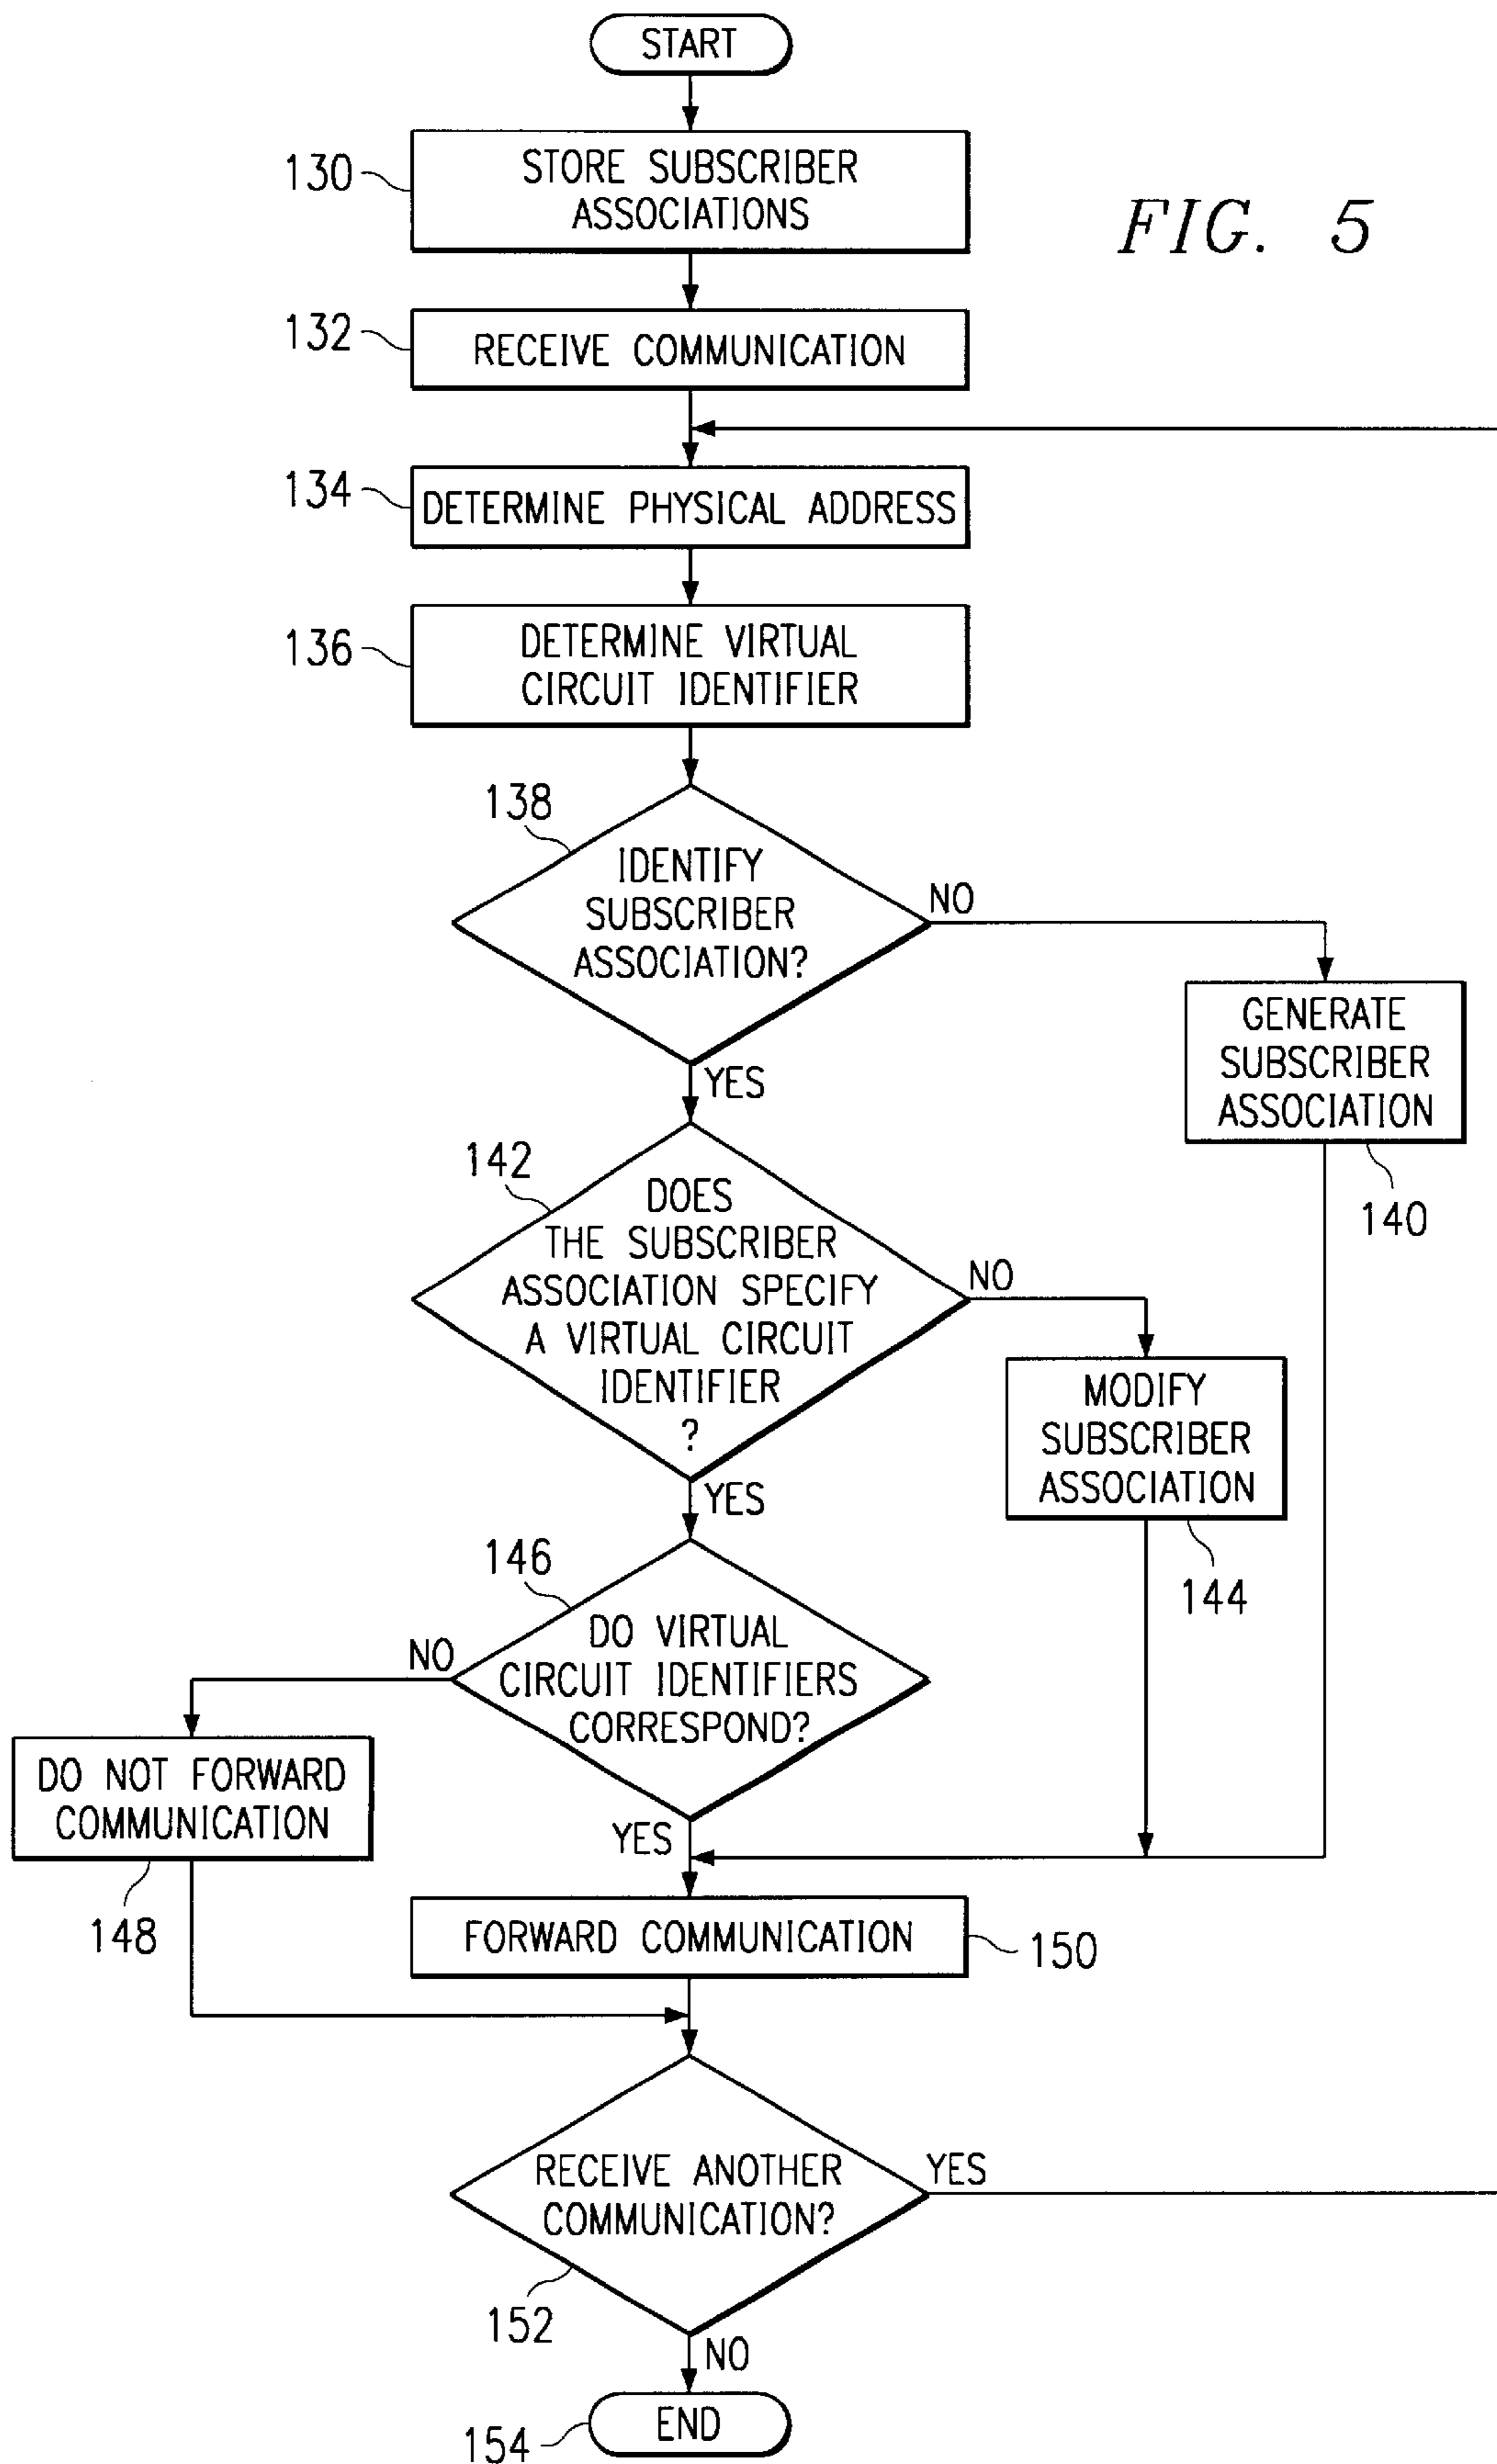 START
130
STORE SUBSCRIBER
ASSOCIATIONS
FIG. 5
132
RECEIVE COMMUNICATION
134
DETERMINE PHYSICAL ADDRESS
136
DETERMINE VIRTUAL
CIRCUIT IDENTIFIER
138
IDENTIFY
SUBSCRIBER
ASSOCIATION?
NO
GENERATE
SUBSCRIBER
ASSOCIATION
140
YES
142
DOES
THE SUBSCRIBER
ASSOCIATION SPECIFY
A VIRTUAL CIRCUIT
IDENTIFIER
?
NO
MODIFY
SUBSCRIBER
ASSOCIATION
144
YES
146
DO VIRTUAL
CIRCUIT IDENTIFIERS
CORRESPOND?
NO
DO NOT FORWARD
COMMUNICATION
148
YES
FORWARD COMMUNICATION
150
RECEIVE ANOTHER
COMMUNICATION?
YES
152
NO
END
154